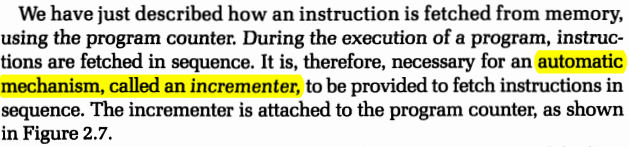 We have just described how an instruction is fetched from memory,
using the program counter. During the execution of a program, instruc-
tions are fetched in sequence. It is, therefore, necessary for an automatic
mechanism, called an incrementer, to be provided to fetch instructions in
sequence. The incrementer is attached to the program counter, as shown
in Figure 2.7.